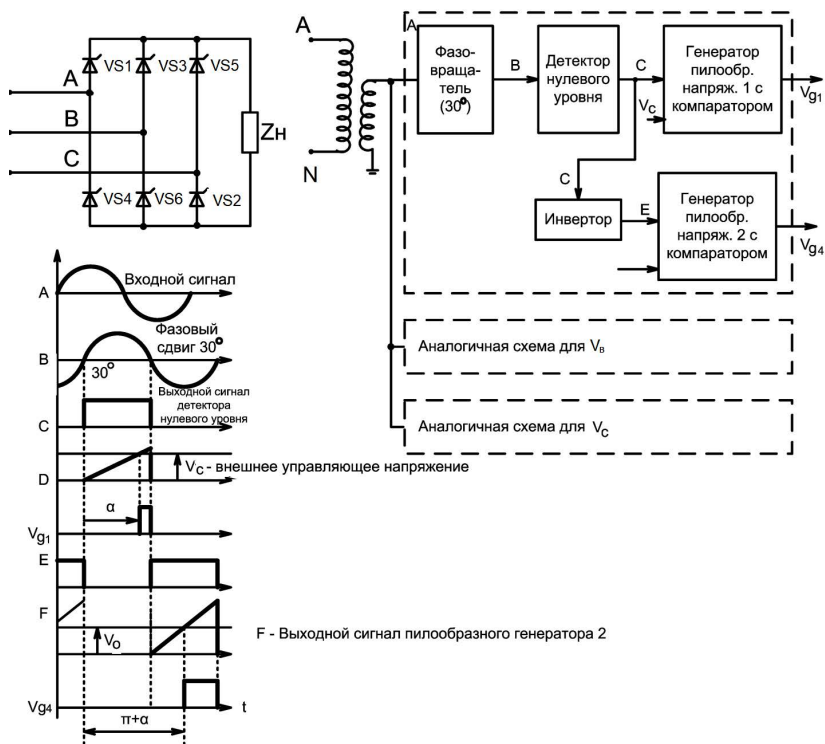 VS1
VS3
VS5
A
B
C
Zн
VS4
VS6
VS2
A
N
A
Фазо-
враща-
тель
(30°)
B
Детектор
нулевого
уровня
C
Vc
Генератор
пилообр.
напряж. 1 с
компаратором
Vg1
C
Инвертор
E
Генератор
пилообр.
напряж. 2 с
компаратором
Vg4
Аналогичная схема для VB
Аналогичная схема для VC
A
Входной сигнал
B
Фазовый
сдвиг 30°
30°
Выходной сигнал
детектора
нулевого уровня
C
D
Vc - внешнее управляющее напряжение
α
Vg1
E
F
Vo
F - Выходной сигнал пилообразного генератора 2
Vg4
t
π+α